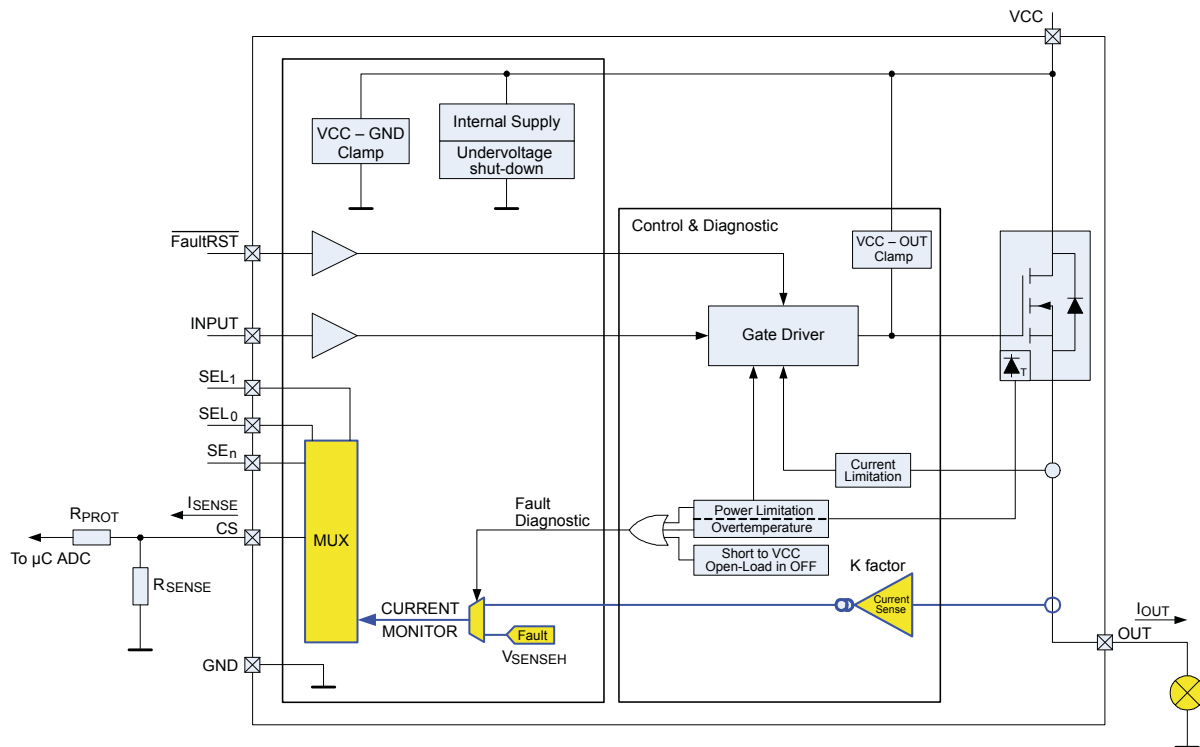 VCC
VCC – GND
Clamp
Internal Supply
Undervoltage
shut-down
Control & Diagnostic
FaultRST
VCC – OUT
Clamp
INPUT
Gate Driver
T
SEL1
SEL0
SEn
Current
Limitation
ISENSE
RPROT
CS
To µC ADC
RSENSE
MUX
Fault
Diagnostic
Power Limitation
Overtemperature
Short to VCC
Open-Load in OFF
K factor
Current
Sense
CURRENT
MONITOR
Fault
VSENSEH
IOUT
OUT
GND